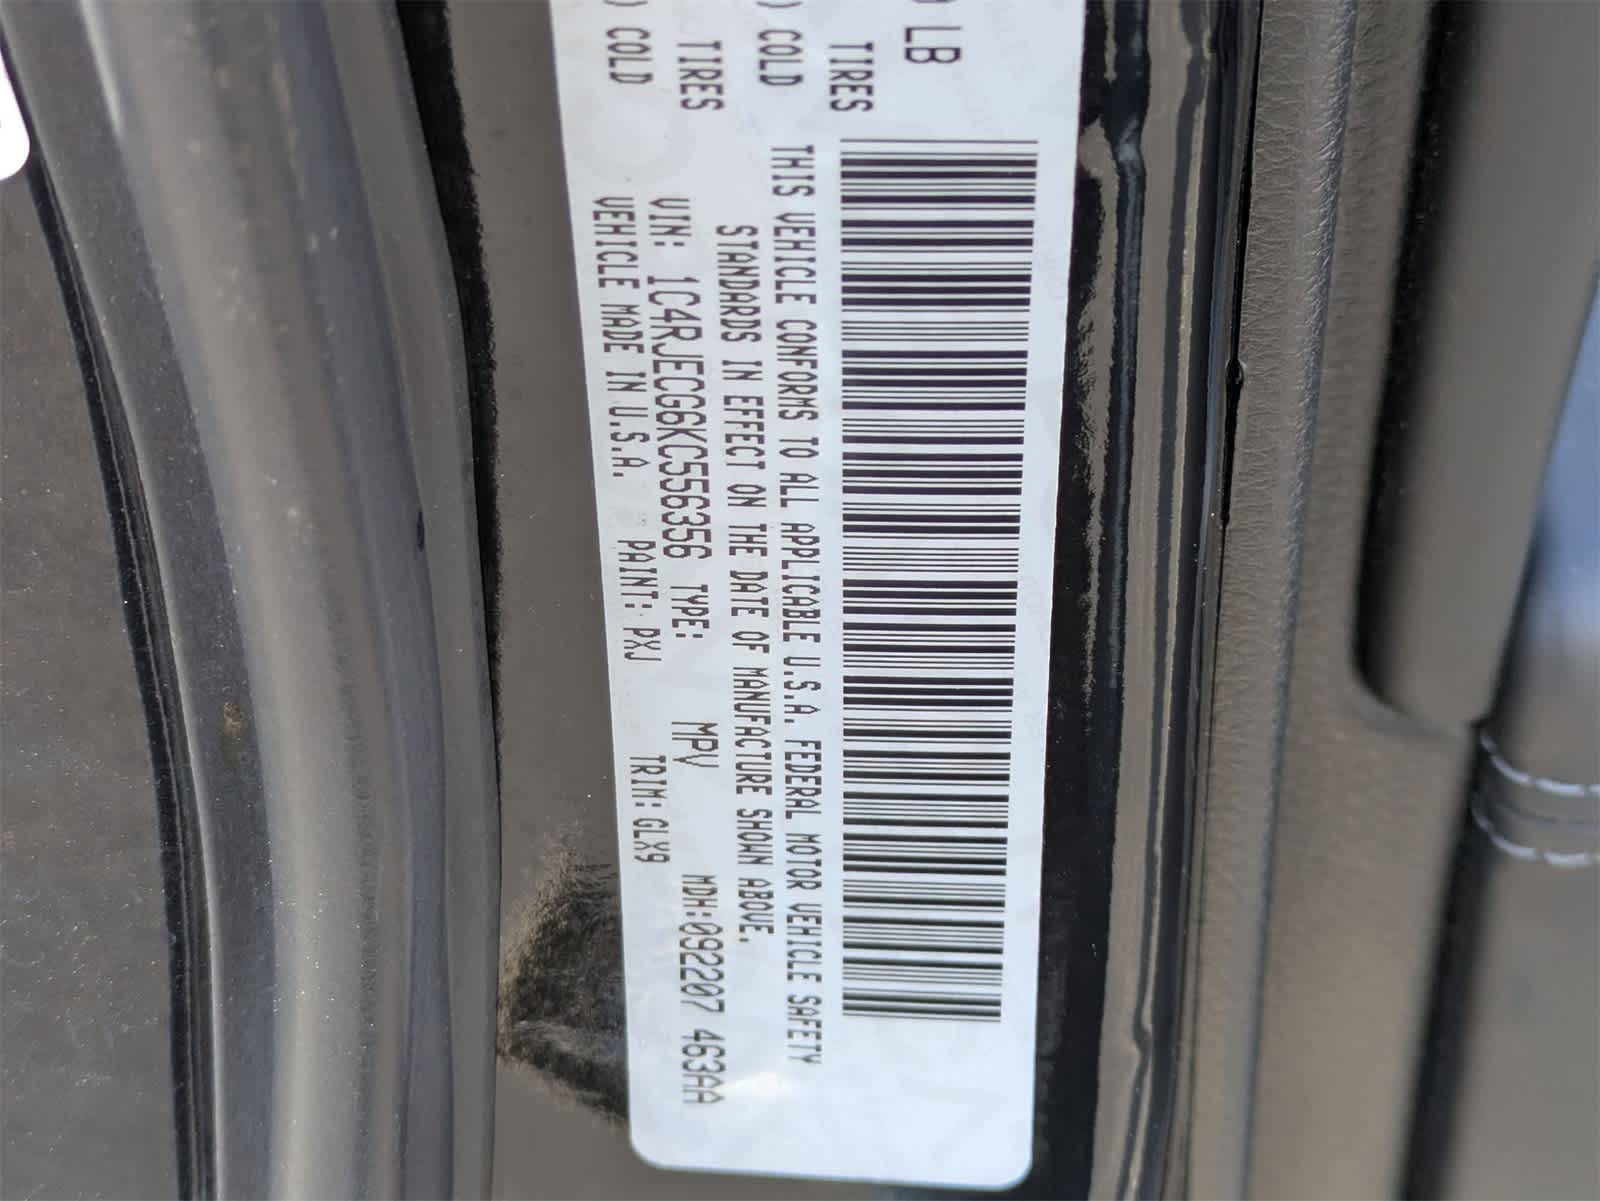 ) LB
TIRES
) COLD
TIRES
) COLD
THIS VEHICLE CONFORMS TO ALL APPLICABLE U.S.A. FEDERAL MOTOR VEHICLE SAFETY
STANDARDS IN EFFECT ON THE DATE OF MANUFACTURE SHOWN ABOVE.
VIN: 1C4RJECG6KC556356 TYPE: MPV MDH:092207 463AA
VEHICLE MADE IN U.S.A. PAINT: PXJ TRIM: GLX9